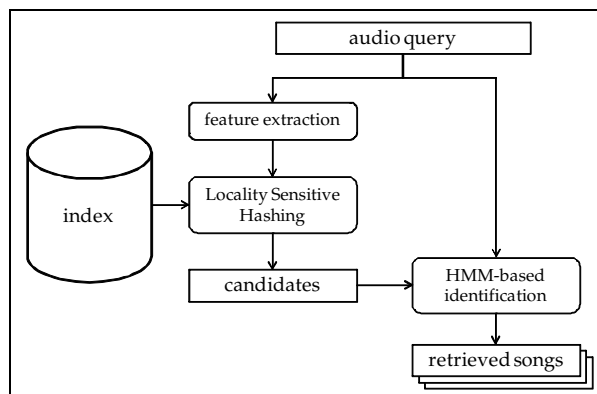 audio query
feature extraction
index
Locality Sensitive
Hashing
candidates
HMM-based
identification
retrieved songs